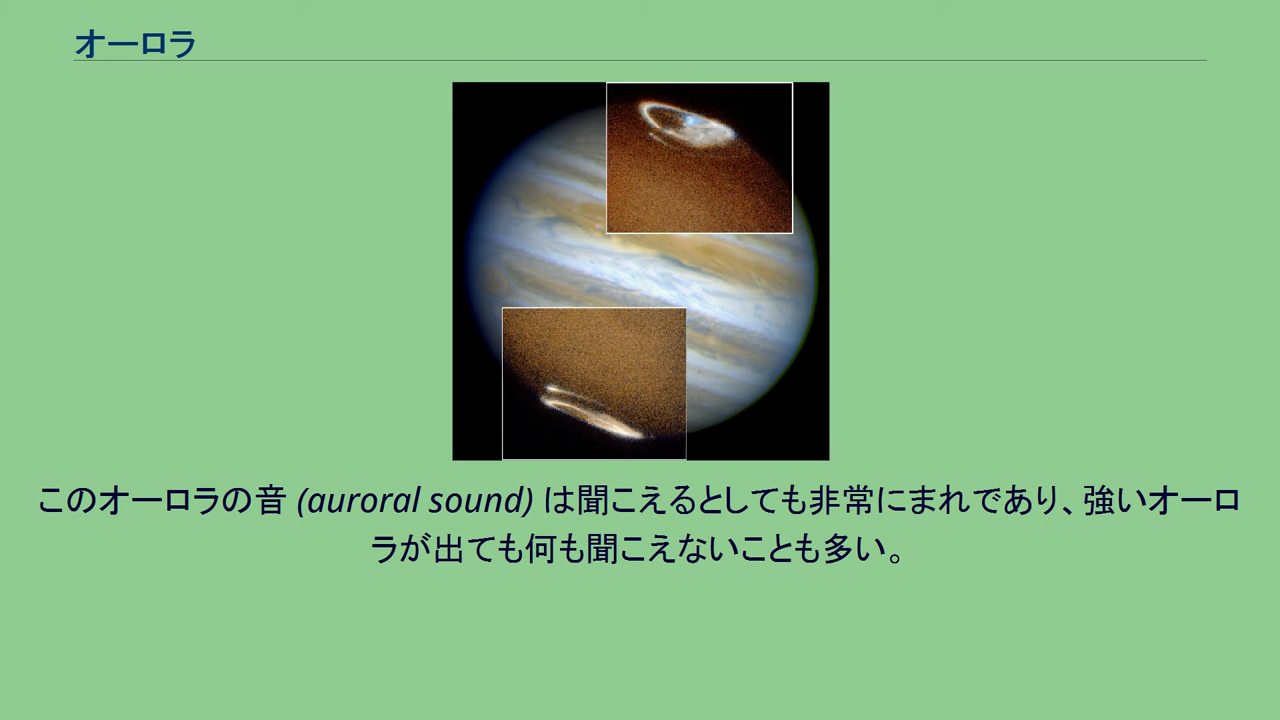 オーロラ
このオーロラの音 (auroral sound) は聞こえるとしても非常にまれであり、強いオーロ
ラが出ても何も聞こえないことも多い。